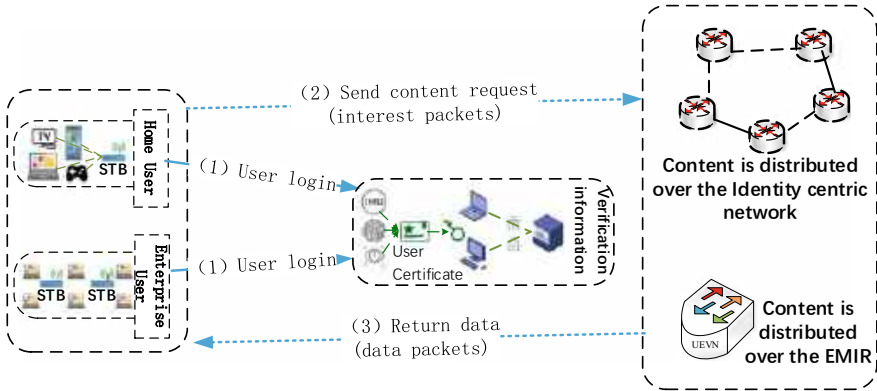 (2) Send content request
(interest packets)
TV
STB
Home User
(1) User login
User
Certificate
Verification
information
Content is distributed
over the Identity centric
network
STB
STB
Enterprise
User
(1) User login
(3) Return data
(data packets)
UEVN
Content is
distributed
over the EMIR